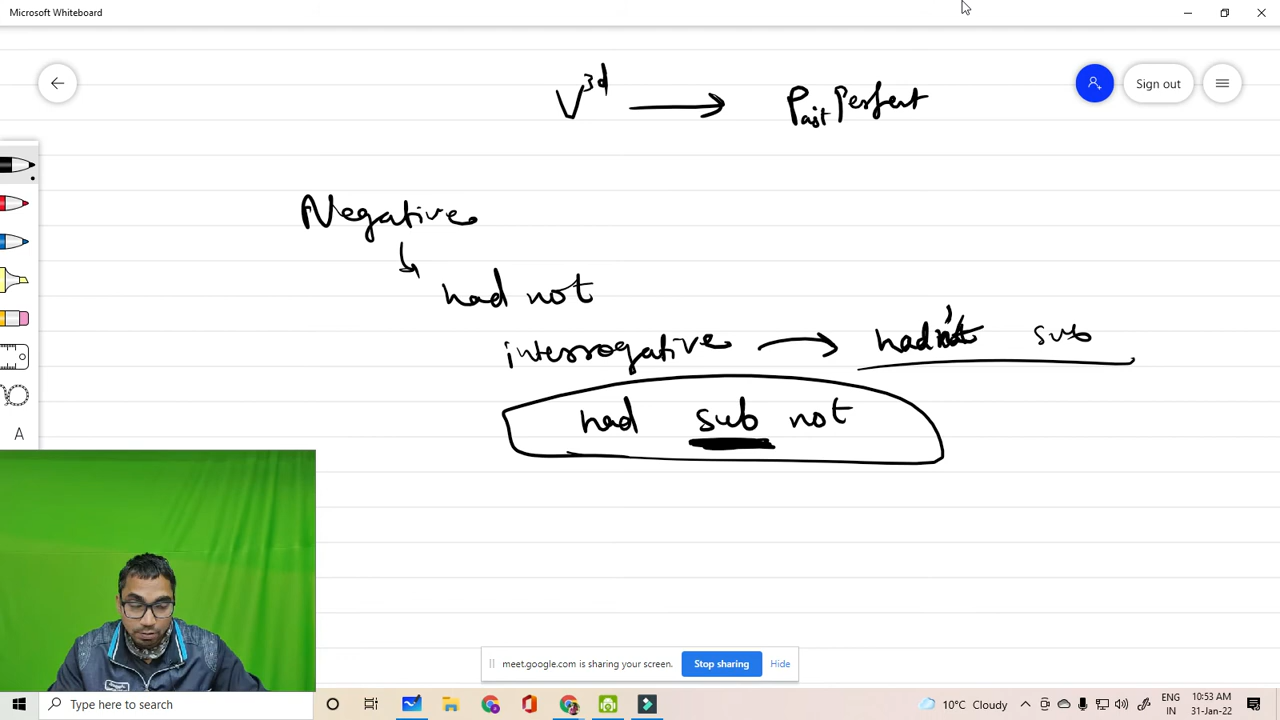 Microsoft Whiteboard
V3d → Past Perfect
Sign out
Negative
↳ had not
interrogative → hadn't sub
had sub not
A
meet.google.com is sharing your screen. Stop sharing Hide
Type here to search
10°C Cloudy
ENG
IN
10:53 AM
31-Jan-22